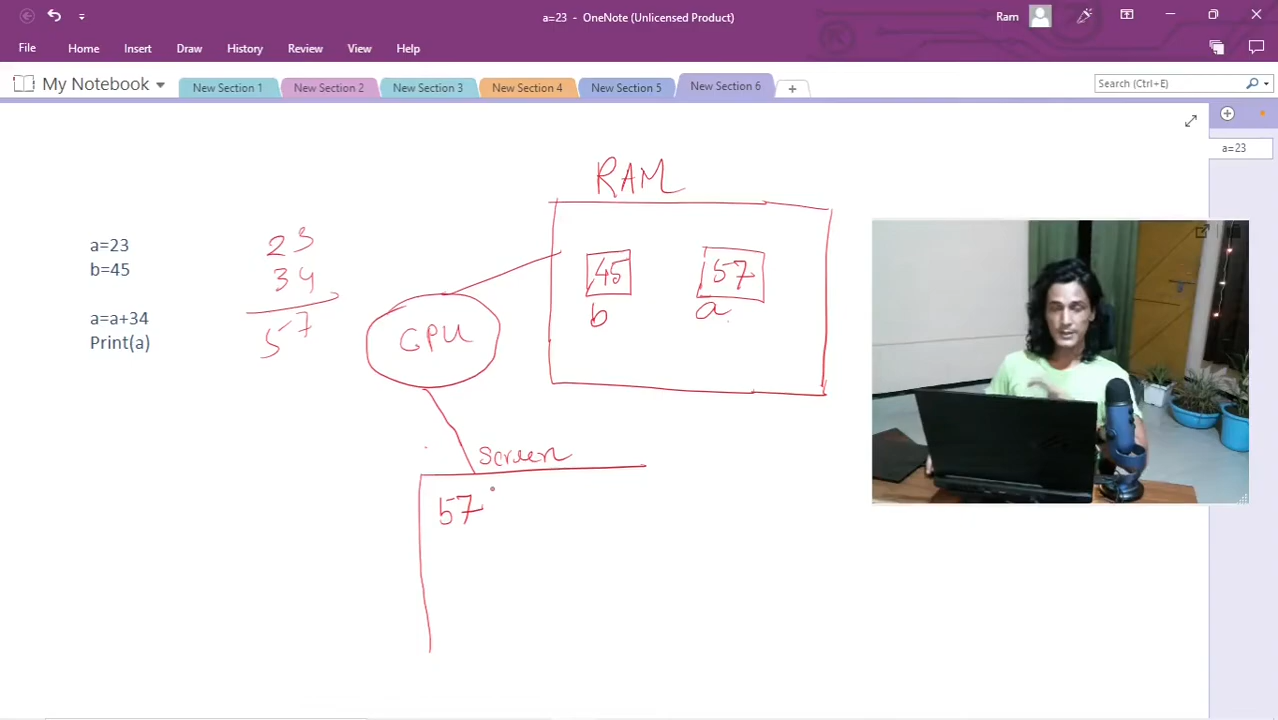 a=23 - OneNote (Unlicensed Product)
Ram
File Home Insert Draw History Review View Help
My Notebook
New Section 1 New Section 2 New Section 3 New Section 4 New Section 5 New Section 6
Search (Ctrl+E)
a=23
RAM
a=23
b=45
a=a+34
Print(a)
23
34
57
45
b
57
a
CPU
Screen
57